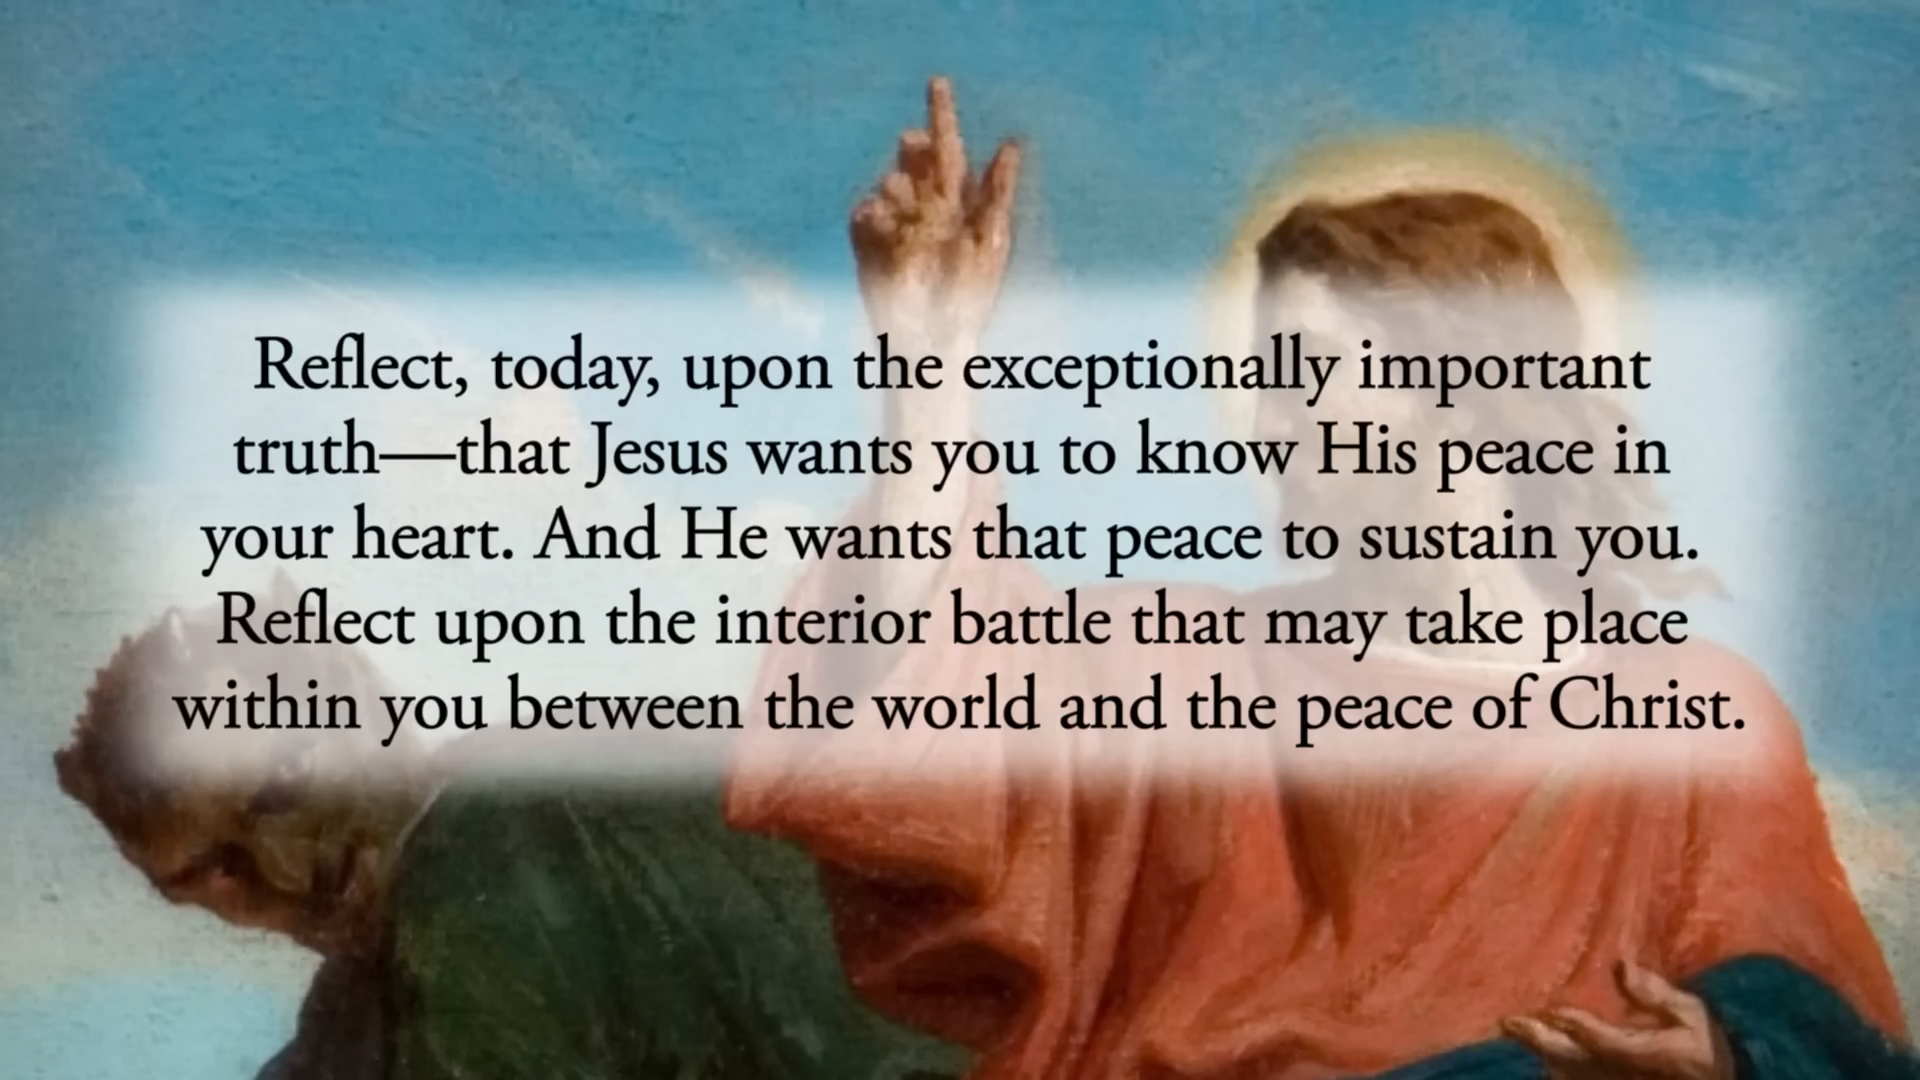 Reflect, today, upon the exceptionally important
truth—that Jesus wants you to know His peace in
your heart. And He wants that peace to sustain you.
Reflect upon the interior battle that may take place
within you between the world and the peace of Christ.